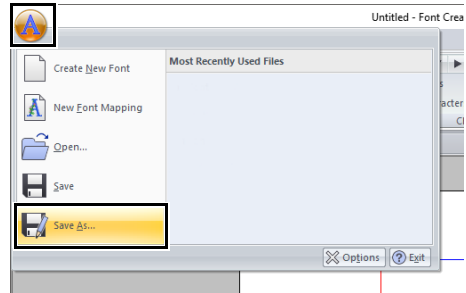 Untitled - Font Crea
Create New Font
Most Recently Used Files
New Font Mapping
acter
Open...
Save
Save As...
Options
Exit